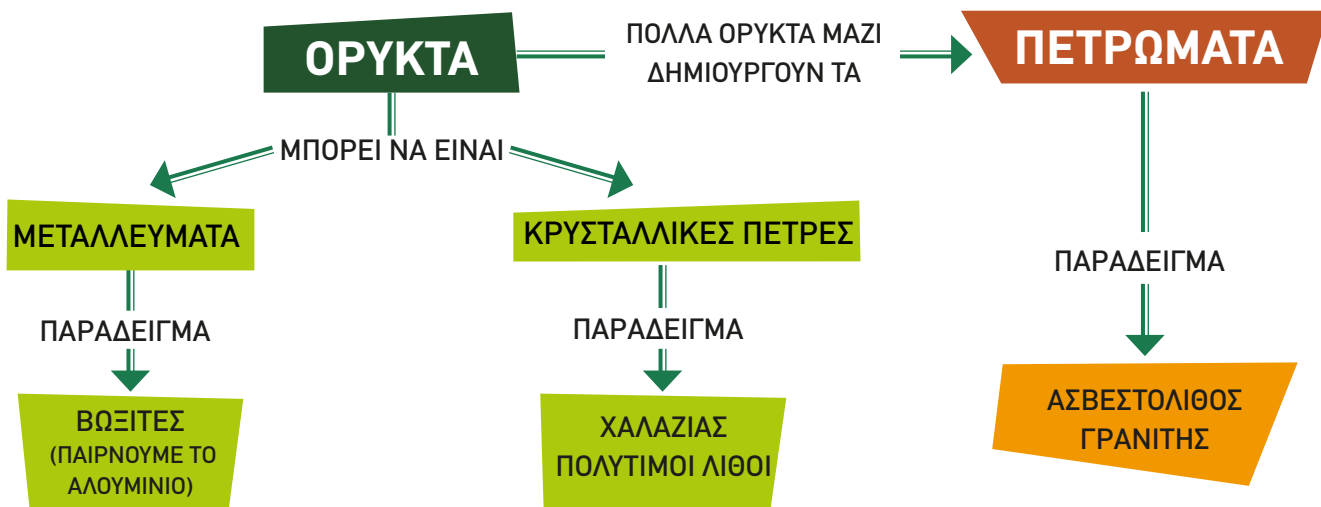 ΟΡΥΚΤΑ
ΠΟΛΛΑ ΟΡΥΚΤΑ ΜΑΖΙ
ΔΗΜΙΟΥΡΓΟΥΝ ΤΑ
ΠΕΤΡΩΜΑΤΑ
ΜΠΟΡΕΙ ΝΑ ΕΙΝΑΙ
ΜΕΤΑΛΛΕΥΜΑΤΑ
ΚΡΥΣΤΑΛΛΙΚΕΣ ΠΕΤΡΕΣ
ΠΑΡΑΔΕΙΓΜΑ
ΠΑΡΑΔΕΙΓΜΑ
ΠΑΡΑΔΕΙΓΜΑ
ΒΩΞΙΤΕΣ
(ΠΑΙΡΝΟΥΜΕ ΤΟ
ΑΛΟΥΜΙΝΙΟ)
ΧΑΛΑΖΙΑΣ
ΠΟΛΥΤΙΜΟΙ ΛΙΘΟΙ
ΑΣΒΕΣΤΟΛΙΘΟΣ
ΓΡΑΝΙΤΗΣ